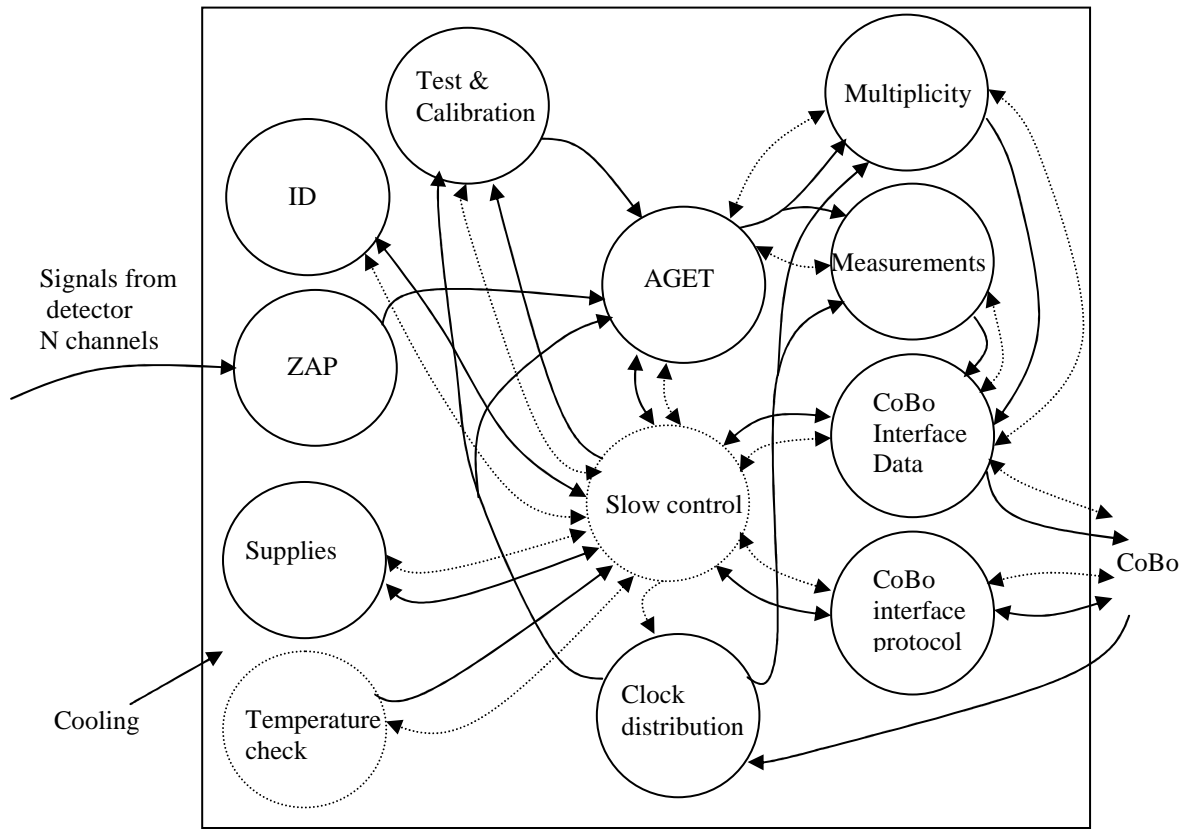 Test &
Calibration
Multiplicity
ID
Measurements
AGET
Signals from
detector
N channels
ZAP
CoBo
Interface
Data
Slow control
Supplies
CoBo
CoBo
interface
protocol
Clock
distribution
Cooling
Temperature
check